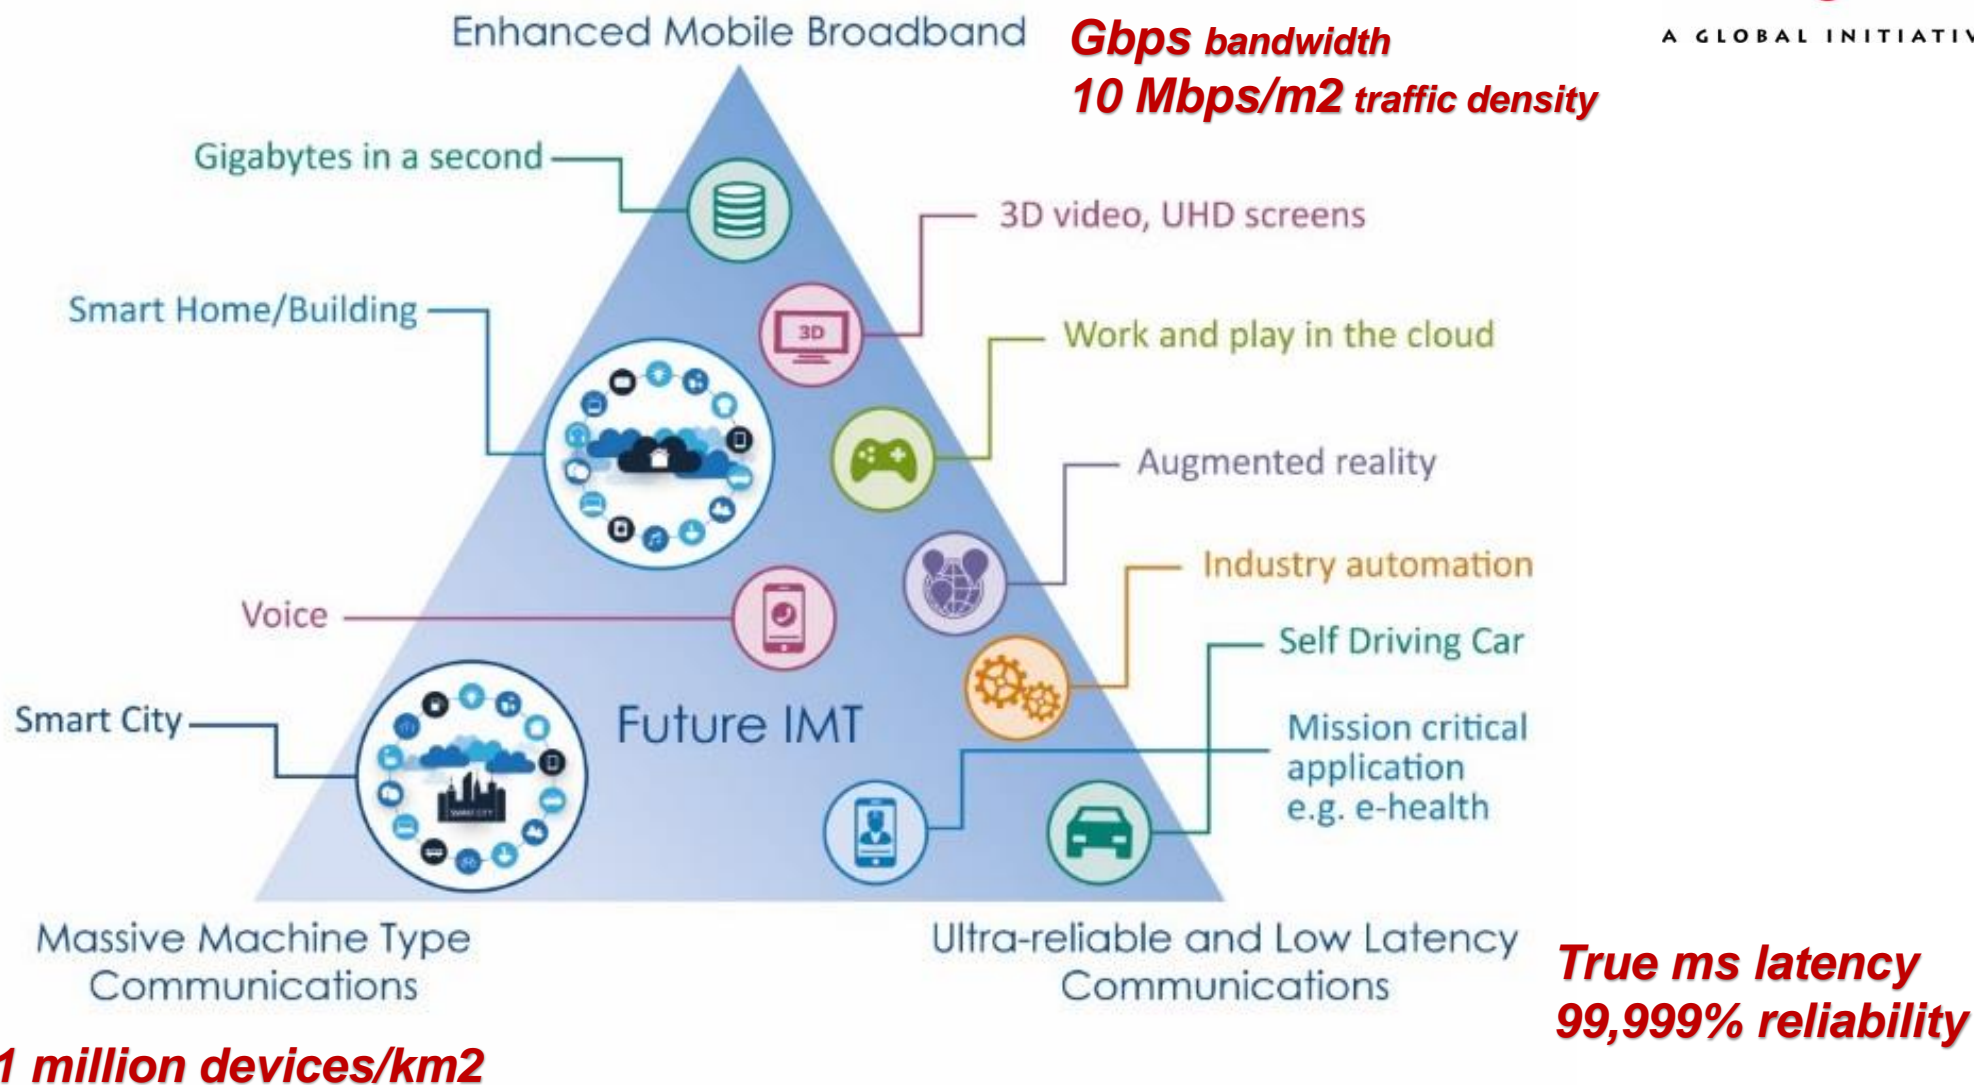 Enhanced Mobile Broadband
Gbps bandwidth
10 Mbps/m2 traffic density
A GLOBAL INITIATIV
Gigabytes in a second
3D video, UHD screens
Smart Home/Building
3D
Work and play in the cloud
Augmented reality
Industry automation
Voice
Self Driving Car
Smart City
Future IMT
Mission critical
application
e.g. e-health
SMART CITY
Massive Machine Type
Communications
Ultra-reliable and Low Latency
Communications
True ms latency
99,999% reliability
1 million devices/km2